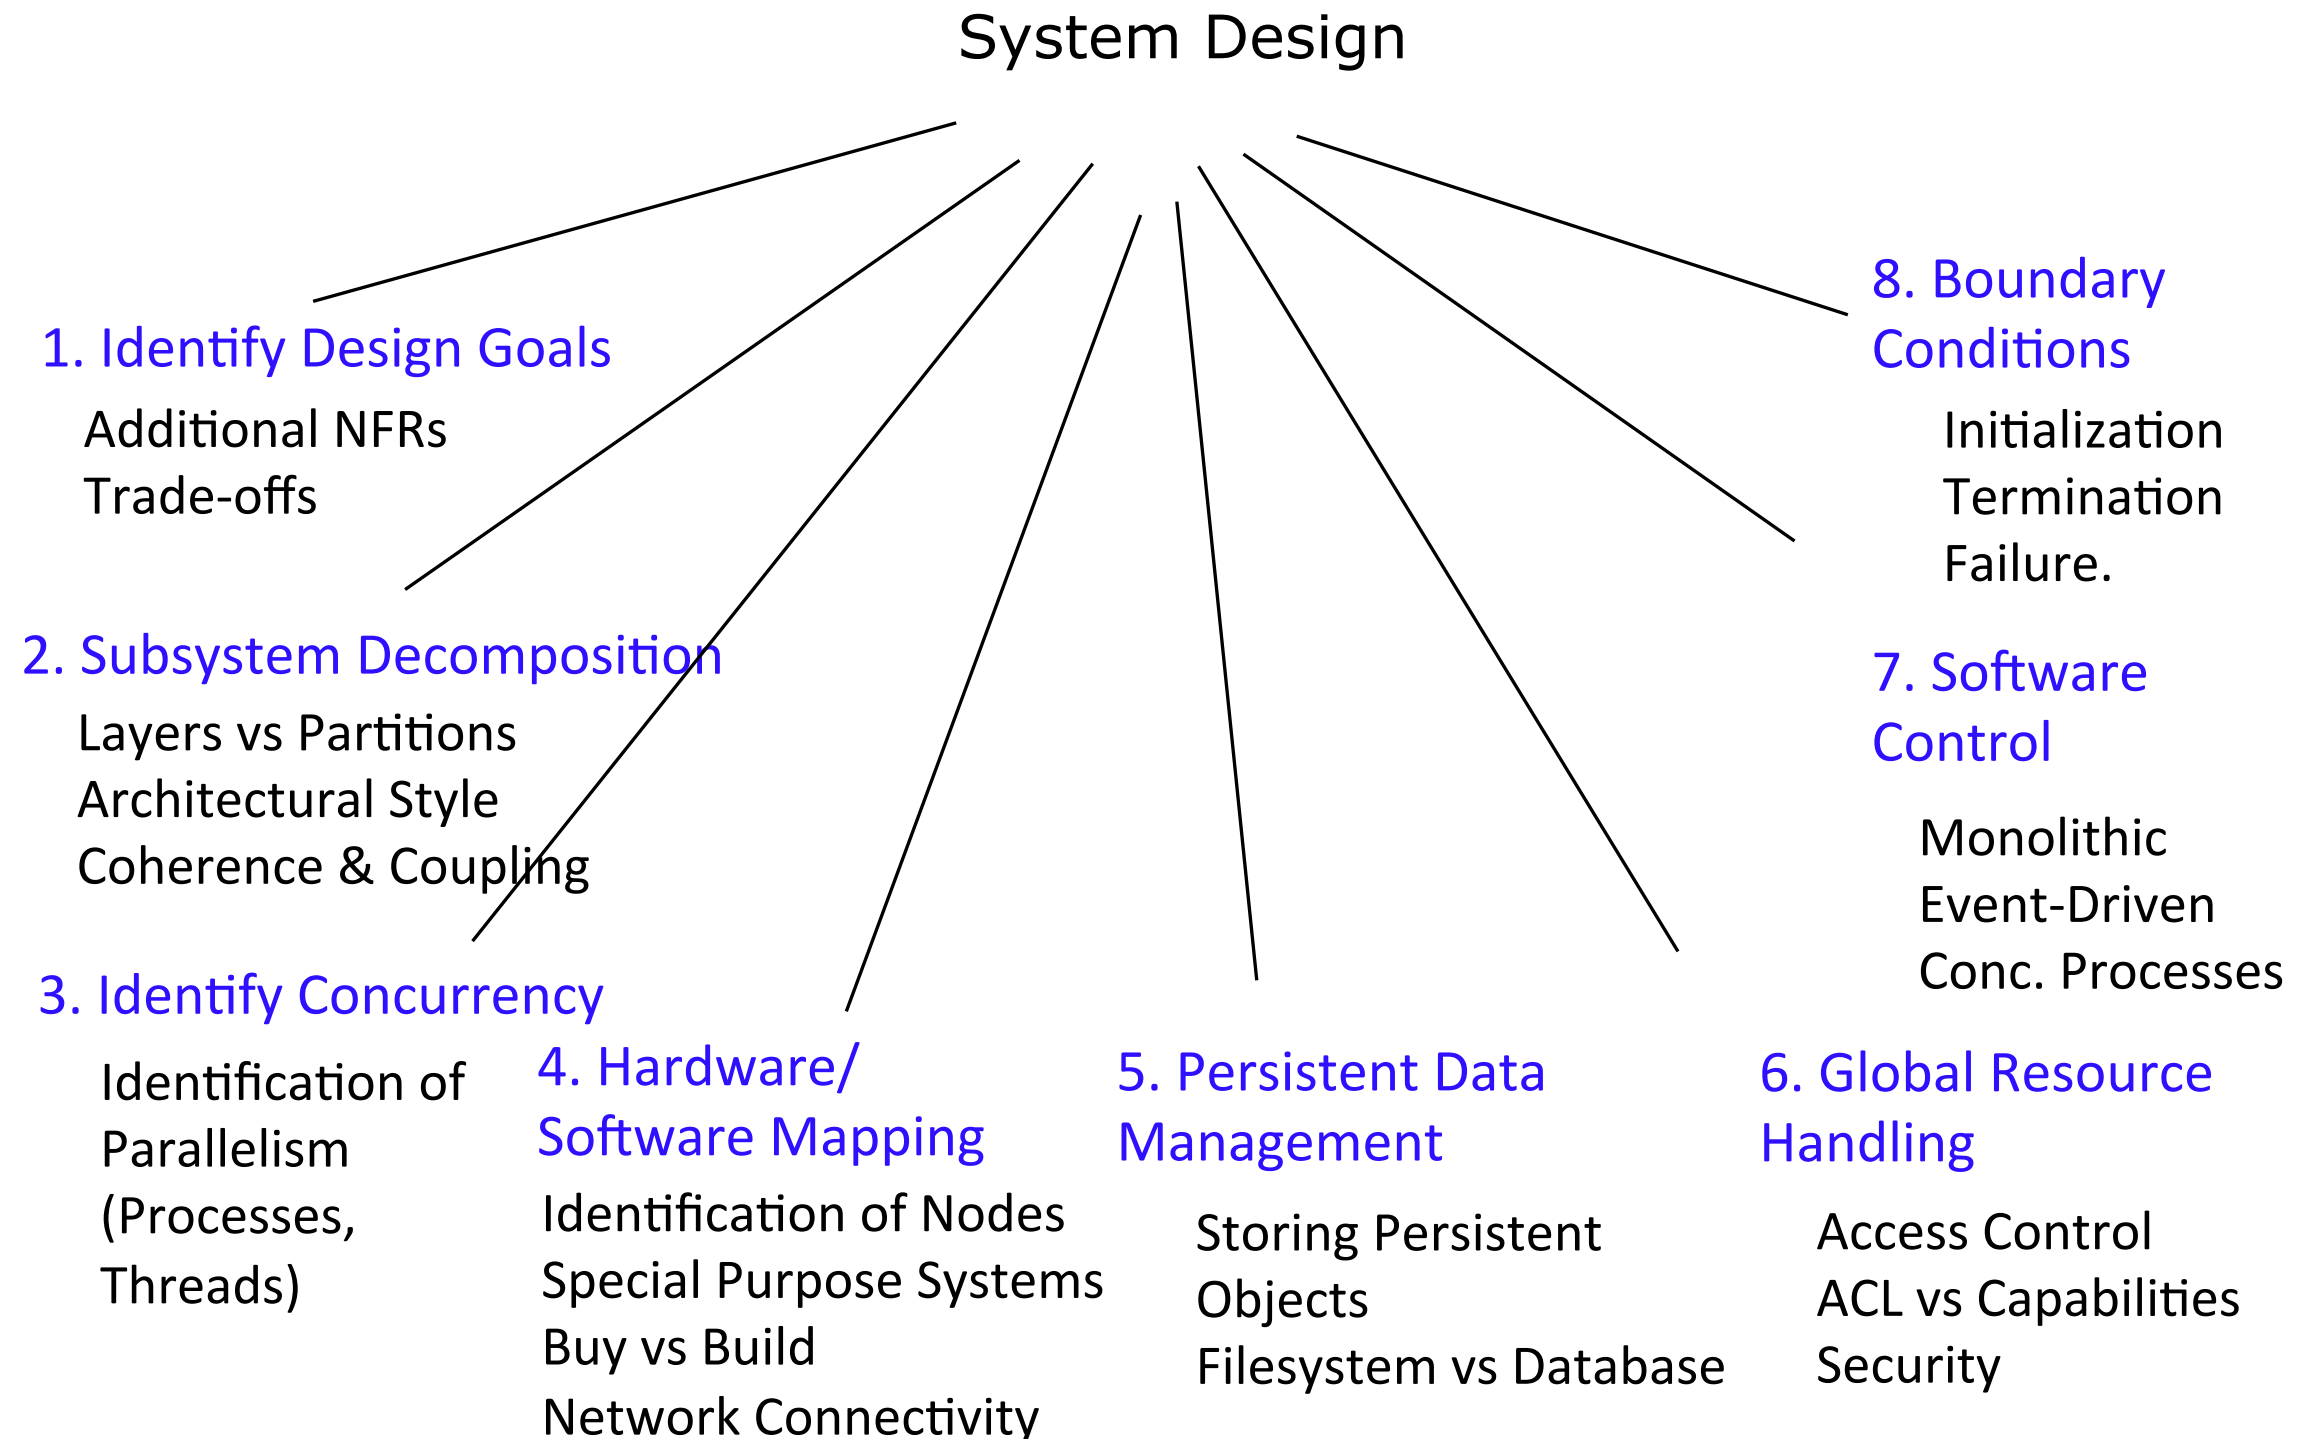 System Design
1. Identify Design Goals
Additional NFRs
Trade-offs
2. Subsystem Decomposition
Layers vs Partitions
Architectural Style
Coherence & Coupling
3. Identify Concurrency
Identification of
Parallelism
(Processes,
Threads)
4. Hardware/
Software Mapping
Identification of Nodes
Special Purpose Systems
Buy vs Build
Network Connectivity
5. Persistent Data
Management
Storing Persistent
Objects
Filesystem vs Database
6. Global Resource
Handling
Access Control
ACL vs Capabilities
Security
7. Software
Control
Monolithic
Event-Driven
Conc. Processes
8. Boundary
Conditions
Initialization
Termination
Failure.